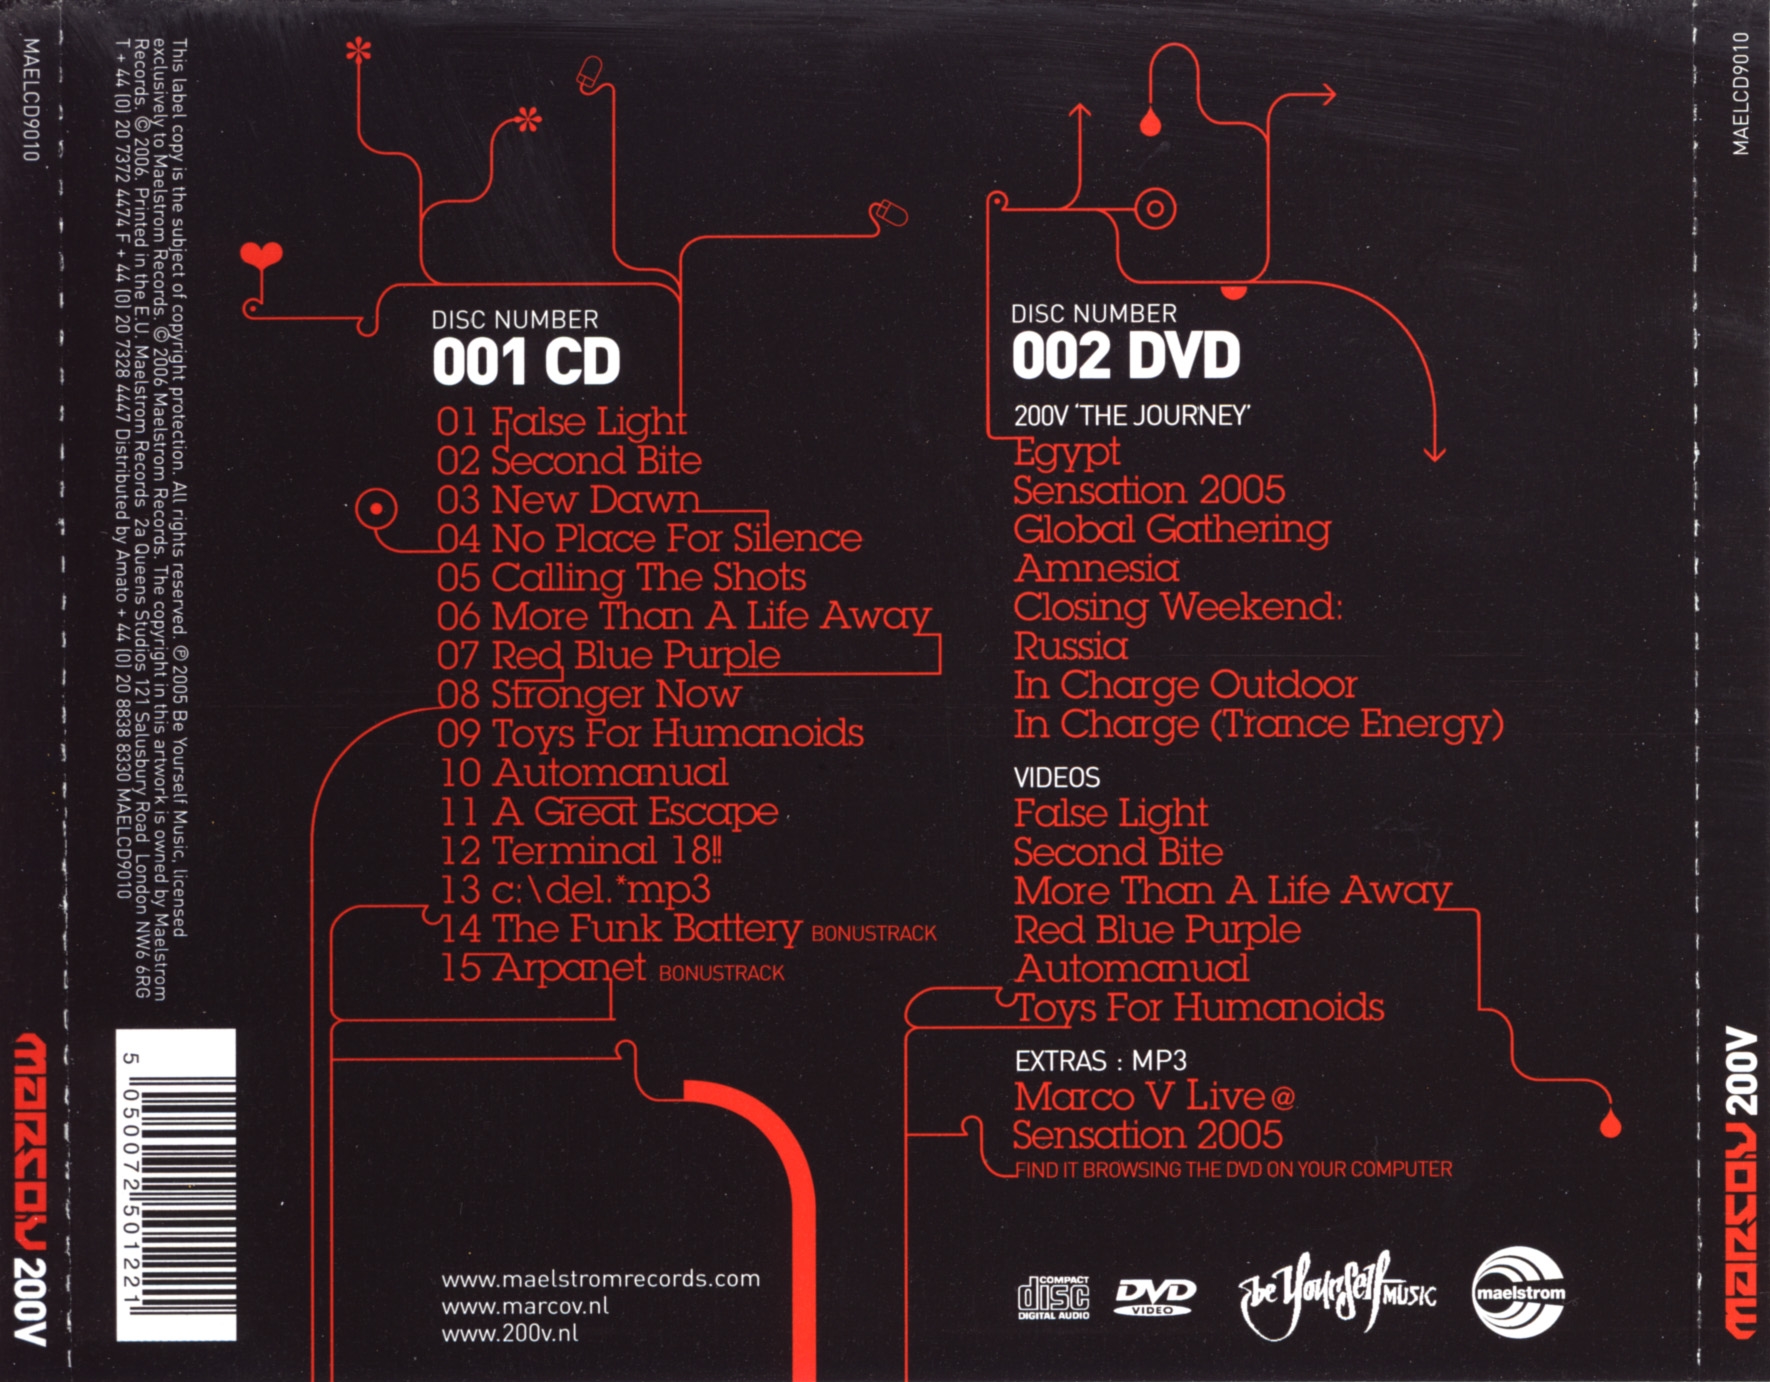 MAELCD9010
This label copy is the subject of copyright protection. All rights reserved. ℗ 2005 Be Yourself Music, licensed
exclusively to Maelstrom Records. © 2006 Maelstrom Records. The copyright in this artwork is owned by Maelstrom
Records. © 2006. Printed in the E.U. Maelstrom Records 2a Queens Studios 121 Salusbury Road London NW6 6RG
T + 44 (0) 20 7372 4474 F + 44 (0) 20 7328 4447 Distributed by Amato + 44 (0) 20 8838 8330 MAELCD9010
5 050072 501221
MARCOV 200V
DISC NUMBER
001 CD
01 False Light
02 Second Bite
03 New Dawn
04 No Place For Silence
05 Calling The Shots
06 More Than A Life Away
07 Red Blue Purple
08 Stronger Now
09 Toys For Humanoids
10 Automanual
11 A Great Escape
12 Terminal 18!!
13 c:\del.*mp3
14 The Funk Battery BONUSTRACK
15 Arpanet BONUSTRACK
www.maelstromrecords.com
www.marcov.nl
www.200v.nl
DISC NUMBER
002 DVD
200V 'THE JOURNEY'
Egypt
Sensation 2005
Global Gathering
Amnesia
Closing Weekend:
Russia
In Charge Outdoor
In Charge (Trance Energy)
VIDEOS
False Light
Second Bite
More Than A Life Away
Red Blue Purple
Automanual
Toys For Humanoids
EXTRAS : MP3
Marco V Live@
Sensation 2005
FIND IT BROWSING THE DVD ON YOUR COMPUTER
COMPACT
disc
DIGITAL AUDIO
DVD
VIDEO
Be Yourself MUSIC
maelstrom
MAELCD9010
MARCOV 200V